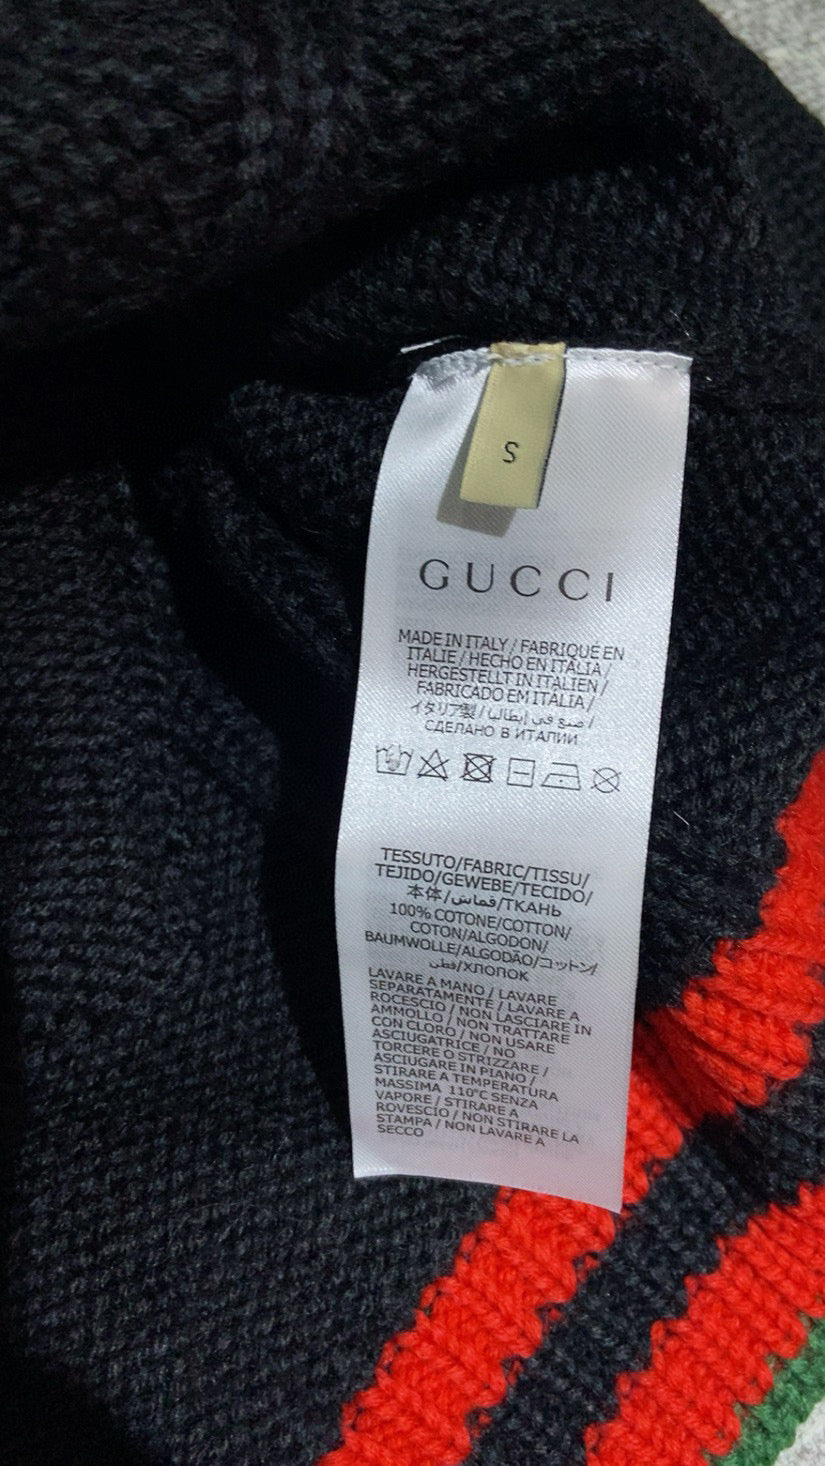 S
GUCCI
MADE IN ITALY / FABRIQUÉ EN
ITALIE / HECHO EN ITALIA /
HERGESTELLT IN ITALIEN /
FABRICADO EM ITÁLIA /
イタリア製 / صنع في إيطاليا /
СДЕЛАНО В ИТАЛИИ
TESSUTO/FABRIC/TISSU/
TEJIDO/GEWEBE/TECIDO/
本体/قماش/ТКАНЬ
100% COTONE/COTTON/
COTON/ALGODON/
BAUMWOLLE/ALGODÃO/コットン/
قطن/ХЛОПОК
LAVARE A MANO / LAVARE
SEPARATAMENTE / LAVARE A
ROCESCIO / NON LASCIARE IN
AMMOLLO / NON TRATTARE
CON CLORO / NON USARE
ASCIUGATRICE / NO
TORCERE O STRIZZARE /
ASCIUGARE IN PIANO /
STIRARE A TEMPERATURA
MASSIMA 110°C SENZA
VAPORE / STIRARE A
ROVESCIO / NON STIRARE LA
STAMPA / NON LAVARE A
SECCO